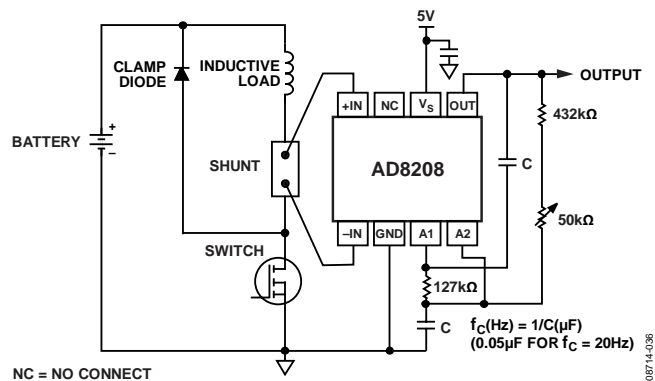 5V
CLAMP
DIODE
INDUCTIVE
LOAD
OUTPUT
+IN
NC
VS
OUT
432kΩ
BATTERY
+
–
SHUNT
AD8208
C
–IN
GND
A1
A2
50kΩ
SWITCH
127kΩ
C
fC(Hz) = 1/C(µF)
(0.05µF FOR fC = 20Hz)
NC = NO CONNECT
08714-036